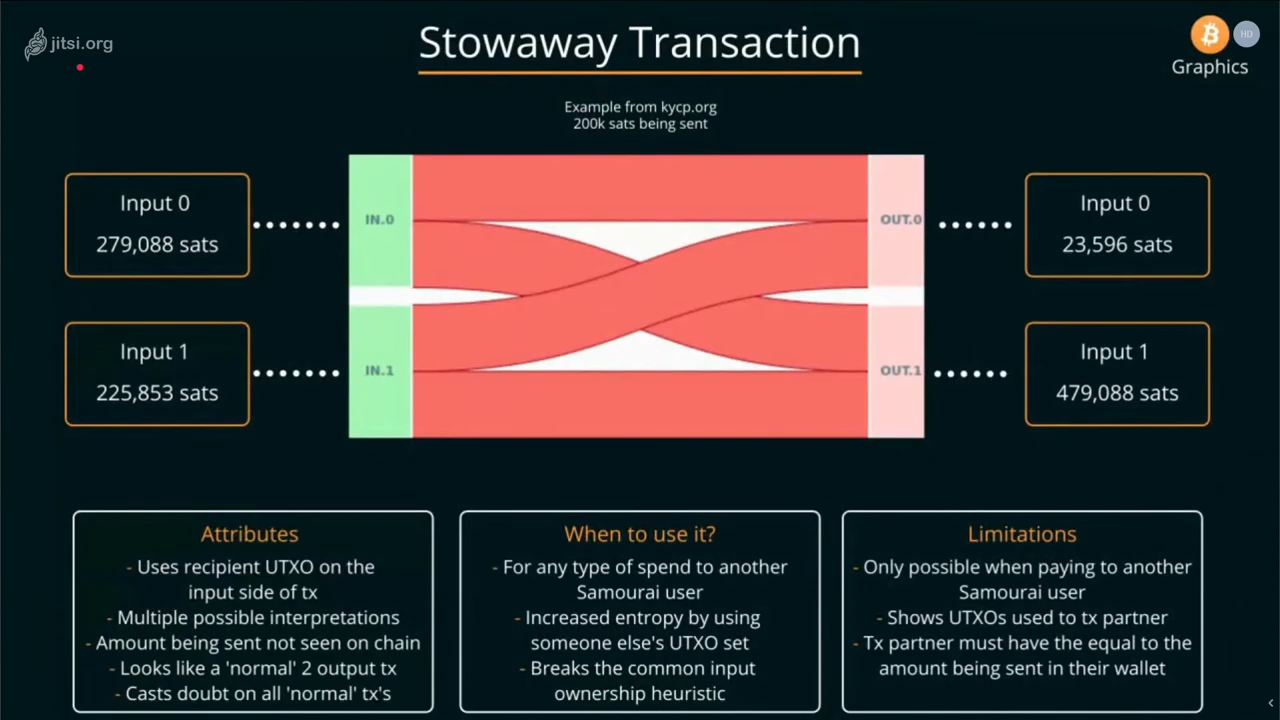 jitsi.org
Stowaway Transaction
HD
Graphics
Example from kycp.org
200k sats being sent
Input 0
279,088 sats
IN.0
OUT.0
Input 0
23,596 sats
Input 1
225,853 sats
IN.1
OUT.1
Input 1
479,088 sats
Attributes
- Uses recipient UTXO on the
input side of tx
- Multiple possible interpretations
- Amount being sent not seen on chain
- Looks like a 'normal' 2 output tx
- Casts doubt on all 'normal' tx's
When to use it?
- For any type of spend to another
Samourai user
- Increased entropy by using
someone else's UTXO set
- Breaks the common input
ownership heuristic
Limitations
- Only possible when paying to another
Samourai user
- Shows UTXOs used to tx partner
- Tx partner must have the equal to the
amount being sent in their wallet